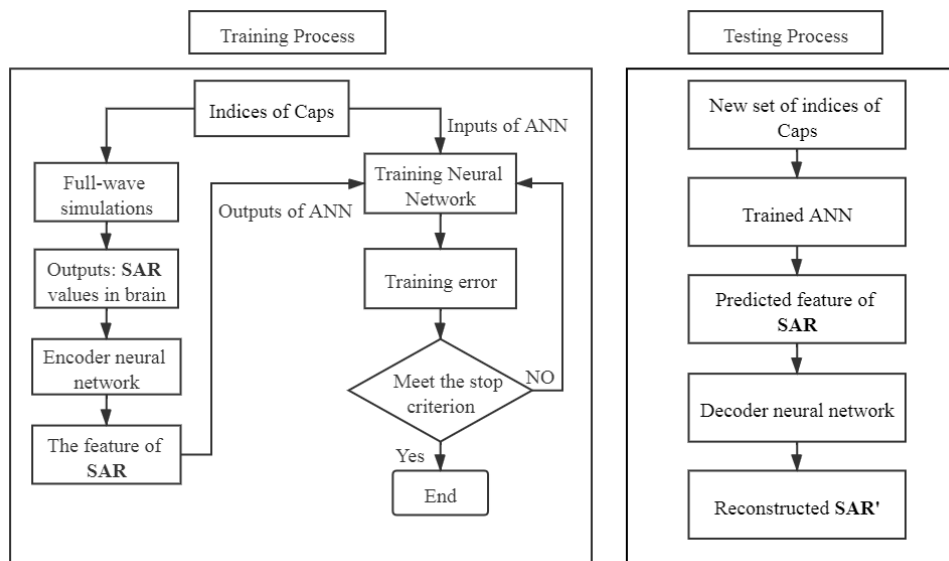 Training Process
Indices of Caps
Inputs of ANN
Full-wave
simulations
Training Neural
Network
Outputs of ANN
Outputs: SAR
values in brain
Training error
Encoder neural
network
Meet the stop
criterion
NO
The feature of
SAR
Yes
End
Testing Process
New set of indices of
Caps
Trained ANN
Predicted feature of
SAR
Decoder neural network
Reconstructed SAR'